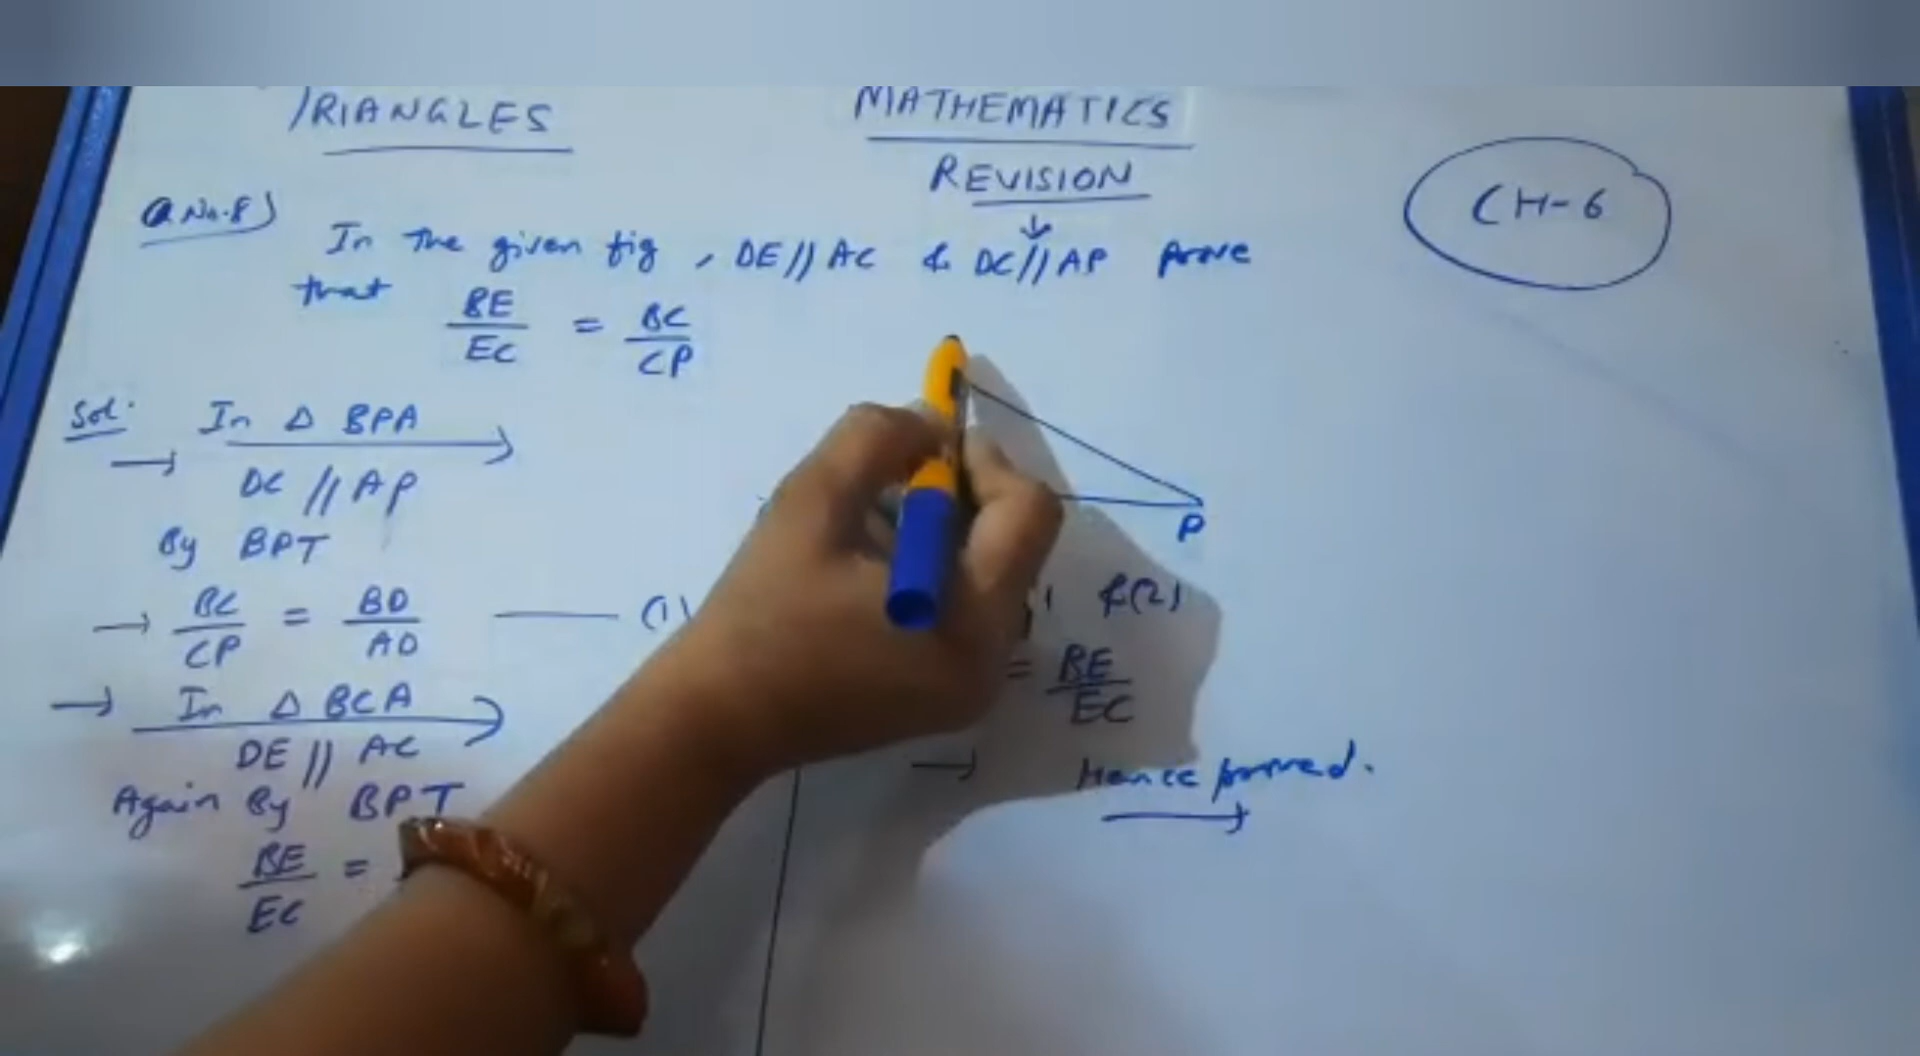 TRIANGLES
MATHEMATICS
REVISION
CH-6
Q No.8)
In the given fig, DE//AC & DC//AP prove
that BE/EC = BC/CP
Sol.
→ In Δ BPA
DC // AP
By BPT
→ BC/CP = BD/AD —— (1)
→ In Δ BCA
DE // AC
Again By BPT
BE/EC =
P
& (2)
= BE/EC
→ Hence proved.